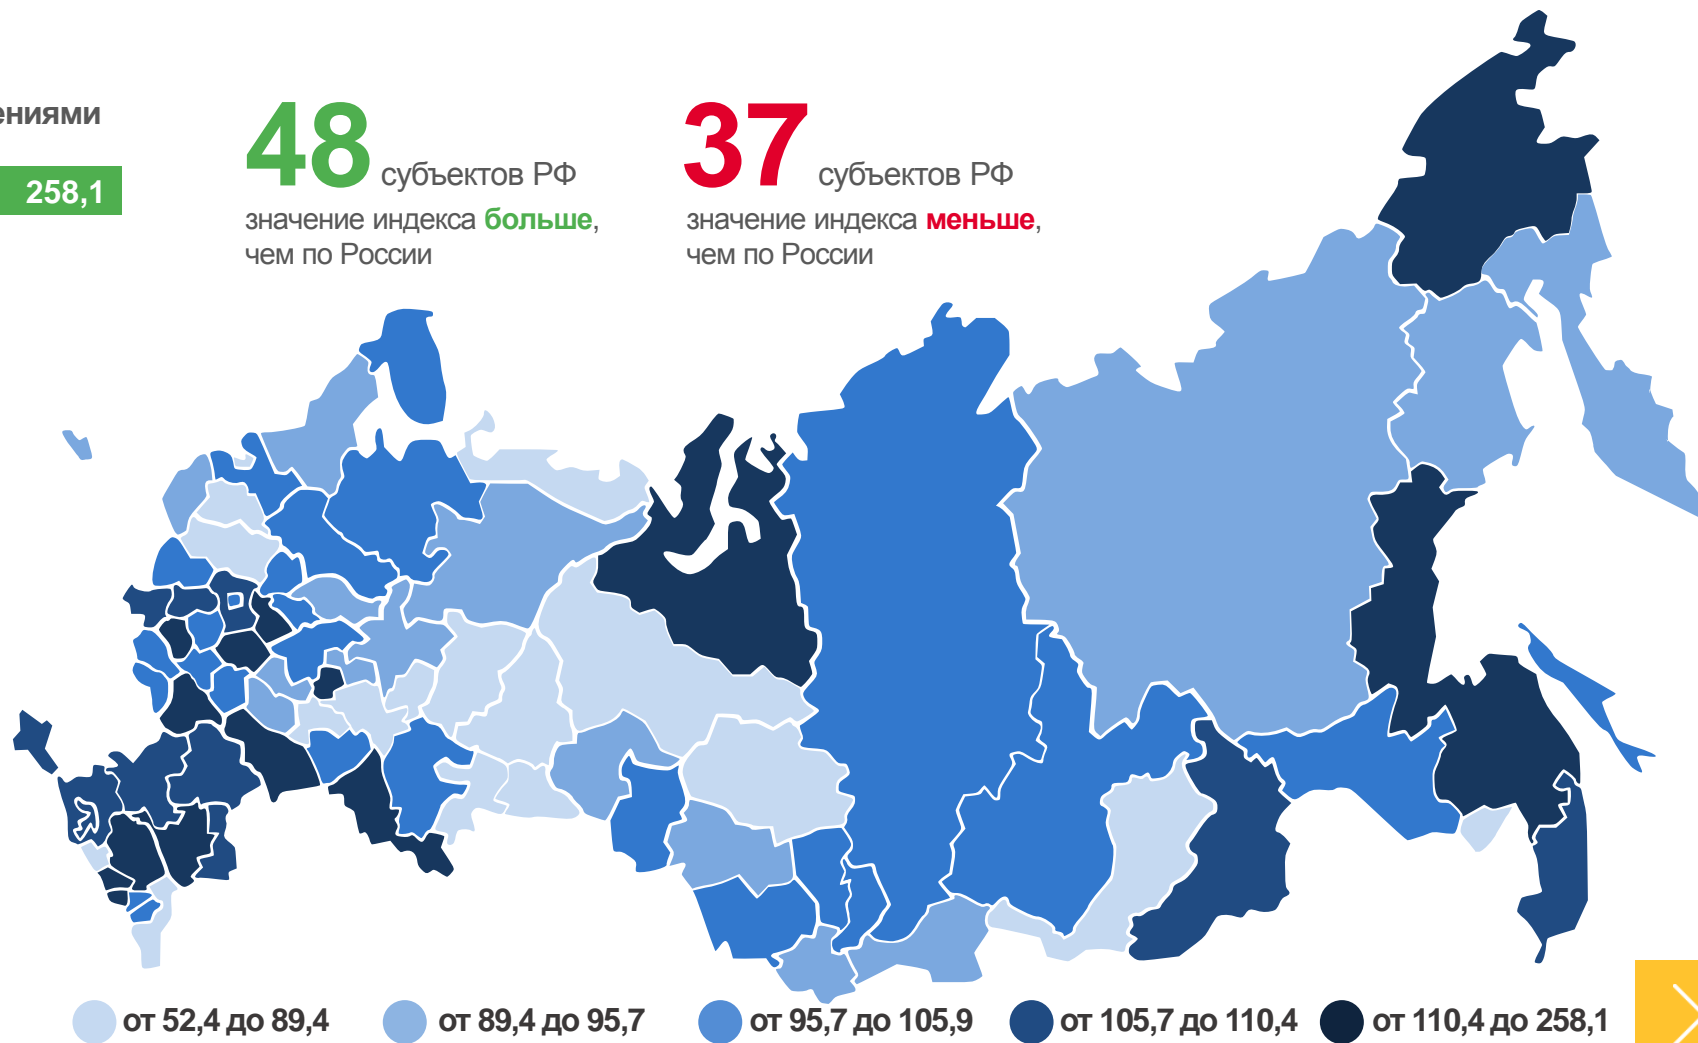 258,1
48 субъектов РФ
значение индекса больше,
чем по России
37 субъектов РФ
значение индекса меньше,
чем по России
от 52,4 до 89,4
от 89,4 до 95,7
от 95,7 до 105,9
от 105,7 до 110,4
от 110,4 до 258,1